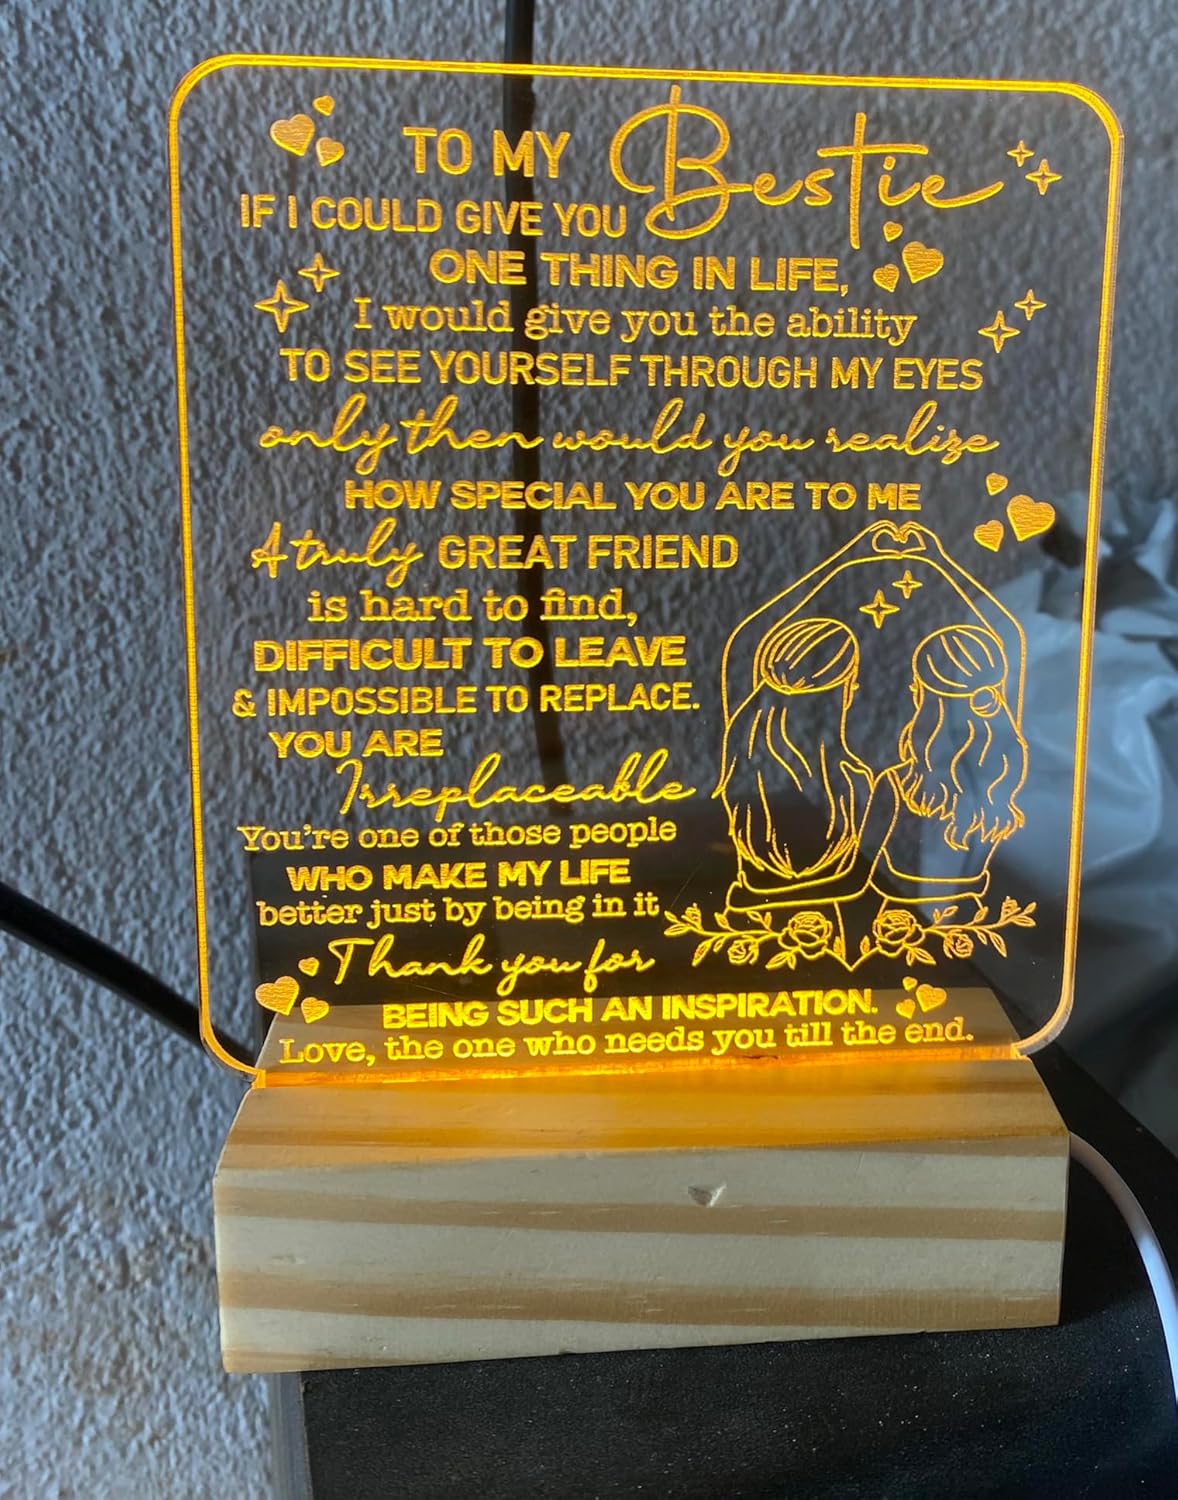 TO MY Bestie
IF I COULD GIVE YOU
ONE THING IN LIFE,
I would give you the ability
TO SEE YOURSELF THROUGH MY EYES
only then would you realize
HOW SPECIAL YOU ARE TO ME
A truly GREAT FRIEND
is hard to find,
DIFFICULT TO LEAVE
& IMPOSSIBLE TO REPLACE.
YOU ARE
Irreplaceable
You're one of those people
WHO MAKE MY LIFE
better just by being in it
Thank you for
BEING SUCH AN INSPIRATION.
Love, the one who needs you till the end.